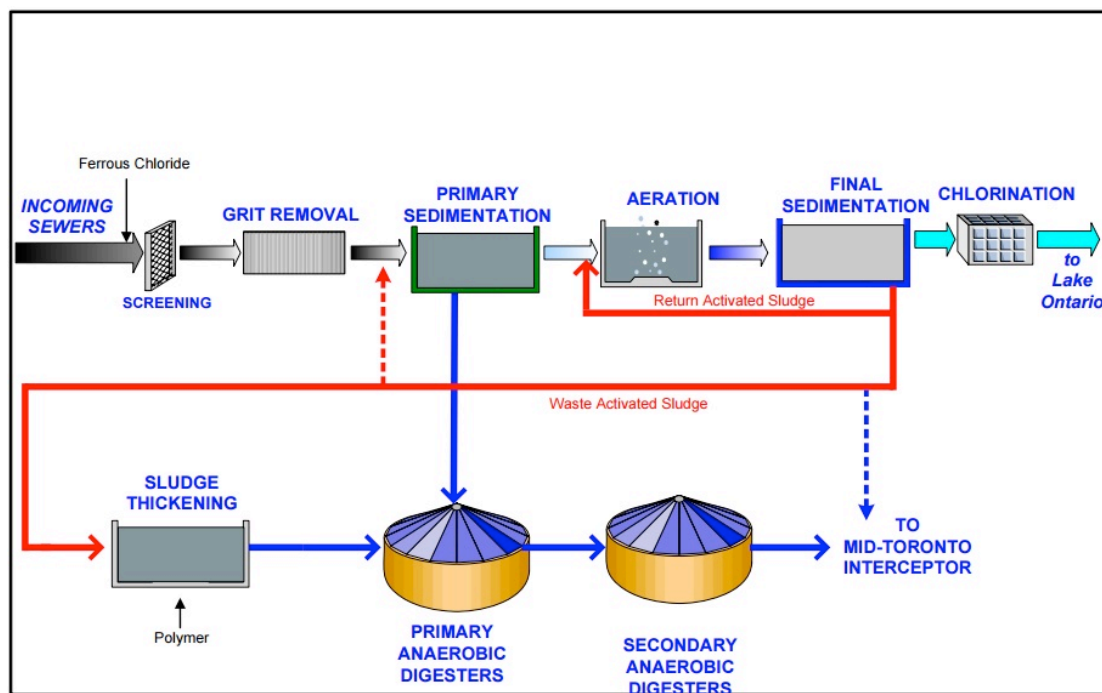 Ferrous Chloride
INCOMING
SEWERS
SCREENING
GRIT REMOVAL
PRIMARY
SEDIMENTATION
AERATION
FINAL
SEDIMENTATION
CHLORINATION
to
Lake
Ontario
Return Activated Sludge
Waste Activated Sludge
SLUDGE
THICKENING
Polymer
PRIMARY
ANAEROBIC
DIGESTERS
SECONDARY
ANAEROBIC
DIGESTERS
TO
MID-TORONTO
INTERCEPTOR